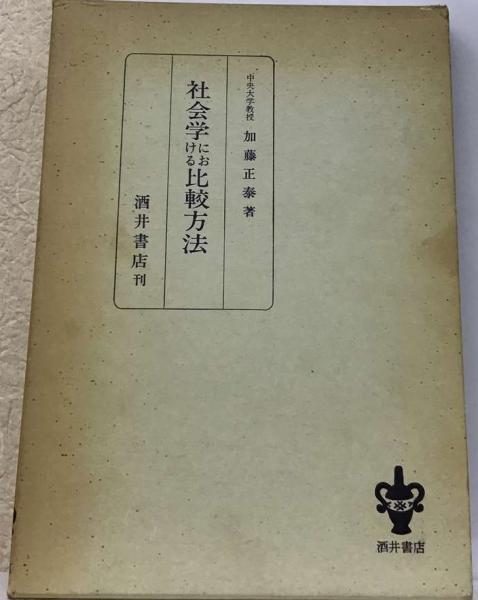 中央大学教授 加藤正泰著
社会学における比較方法
酒井書店刊
酒井書店